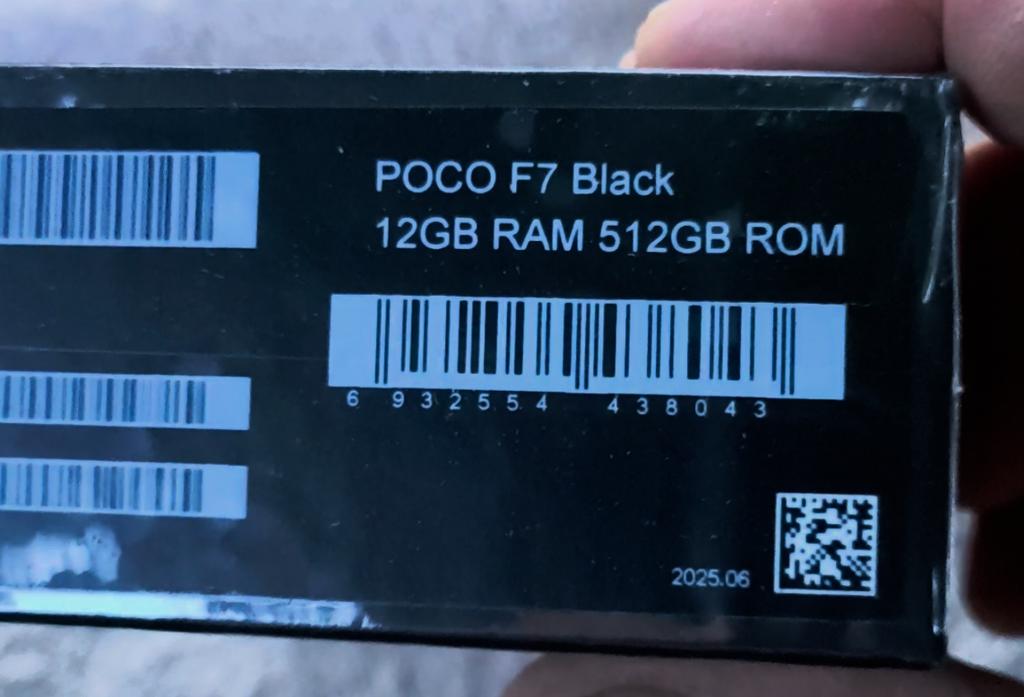 POCO F7 Black
12GB RAM 512GB ROM
6 932554 438043
2025.06